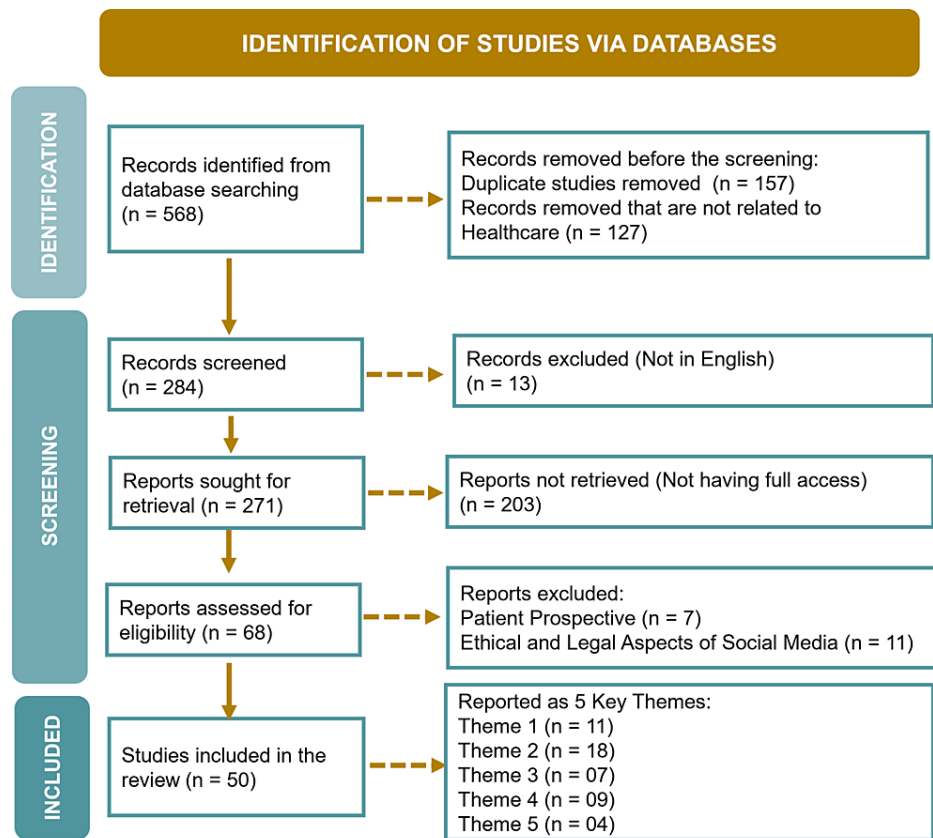 IDENTIFICATION OF STUDIES VIA DATABASES
IDENTIFICATION
Records identified from
database searching
(n = 568)
Records removed before the screening:
Duplicate studies removed (n = 157)
Records removed that are not related to
Healthcare (n = 127)
SCREENING
Records screened
(n = 284)
Records excluded (Not in English)
(n = 13)
Reports sought for
retrieval (n = 271)
Reports not retrieved (Not having full access)
(n = 203)
Reports assessed for
eligibility (n = 68)
Reports excluded:
Patient Prospective (n = 7)
Ethical and Legal Aspects of Social Media (n = 11)
INCLUDED
Studies included in the
review (n = 50)
Reported as 5 Key Themes:
Theme 1 (n = 11)
Theme 2 (n = 18)
Theme 3 (n = 07)
Theme 4 (n = 09)
Theme 5 (n = 04)